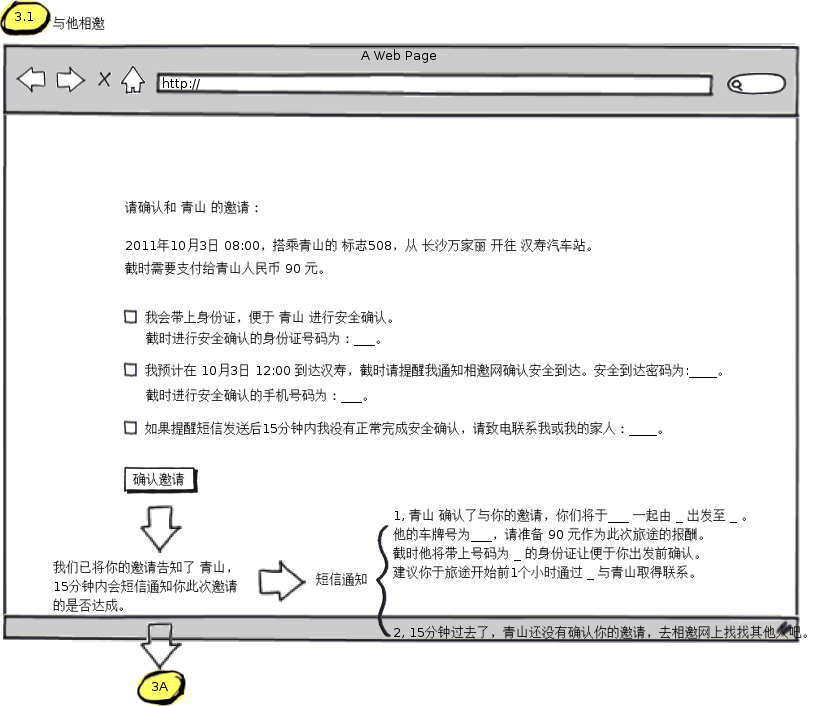 3.1 与他相邀
A Web Page
http://
请确认和 青山 的邀请：
2011年10月3日 08:00，搭乘青山的 标志508，从 长沙万家丽 开往 汉寿汽车站。
截时需要支付给青山人民币 90 元。
我会带上身份证，便于 青山 进行安全确认。
截时进行安全确认的身份证号码为：___。
我预计在 10月3日 12:00 到达汉寿，截时请提醒我通知相邀网确认安全到达。安全到达密码为:____。
截时进行安全确认的手机号码为：___。
如果提醒短信发送后15分钟内我没有正常完成安全确认，请致电联系我或我的家人：____。
确认邀请
我们已将你的邀请告知了 青山，
15分钟内会短信通知你此次邀请
的是否达成。
短信通知
1, 青山 确认了与你的邀请，你们将于___ 一起由 _ 出发至 _ 。
他的车牌号为___，请准备 90 元作为此次旅途的报酬。
截时他将带上号码为 _ 的身份证让便于你出发前确认。
建议你于旅途开始前1个小时通过 _ 与青山取得联系。
2, 15分钟过去了，青山还没有确认你的邀请，去相邀网上找找其他人吧。
3A